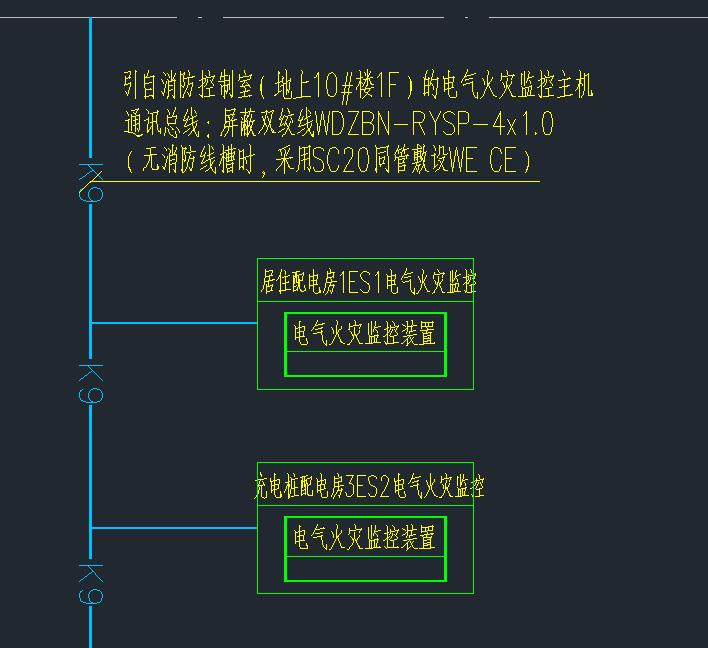 引自消防控制室(地上10#楼1F)的电气火灾监控主机
通讯总线:屏蔽双绞线WDZBN-RYSP-4x1.0
(无消防线槽时,采用SC20同管敷设WE CE)
K9
居住配电房1ES1电气火灾监控
电气火灾监控装置
K9
充电桩配电房3ES2电气火灾监控
电气火灾监控装置
K9